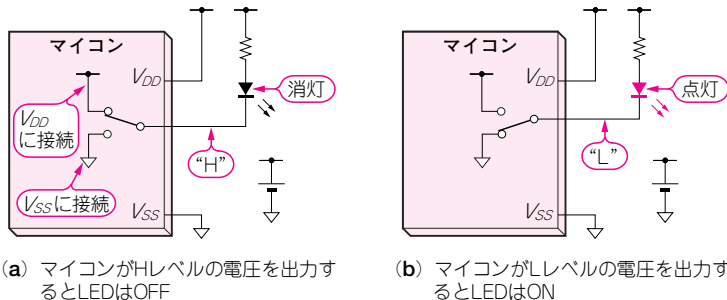 マイコン
VDD
消灯
VDD
に接続
“H”
VSSに接続
VSS
(a) マイコンがHレベルの電圧を出力す
るとLEDはOFF
マイコン
VDD
点灯
“L”
VSS
(b) マイコンがLレベルの電圧を出力す
るとLEDはON